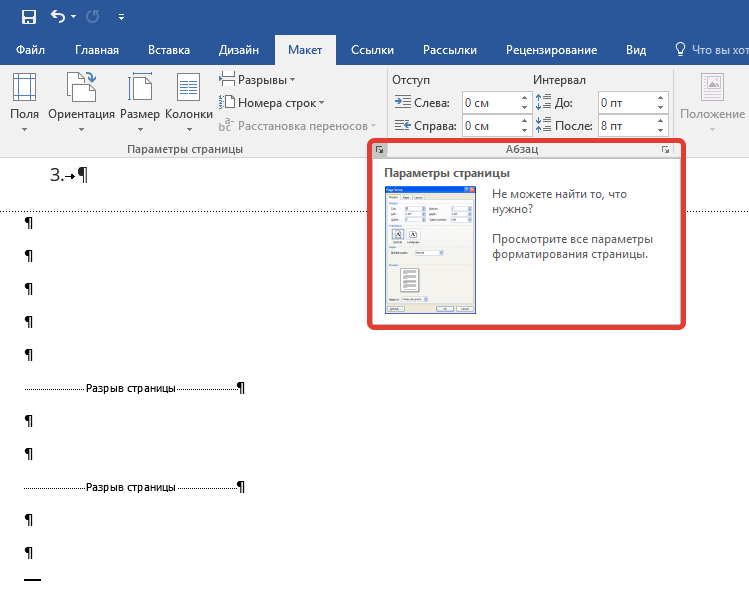 Файл Главная Вставка Дизайн Макет Ссылки Рассылки Рецензирование Вид Что вы хот
Поля Ориентация Размер Колонки
Разрывы
Номера строк
Расстановка переносов
Параметры страницы
Отступ Интервал
Слева: 0 см До: 0 пт
Справа: 0 см После: 8 пт
Абзац
Положение
Параметры страницы
Не можете найти то, что
нужно?
Просмотрите все параметры
форматирования страницы.
3.→¶
¶
¶
¶
¶
¶
Разрыв страницы¶
¶
¶
Разрыв страницы¶
¶
¶